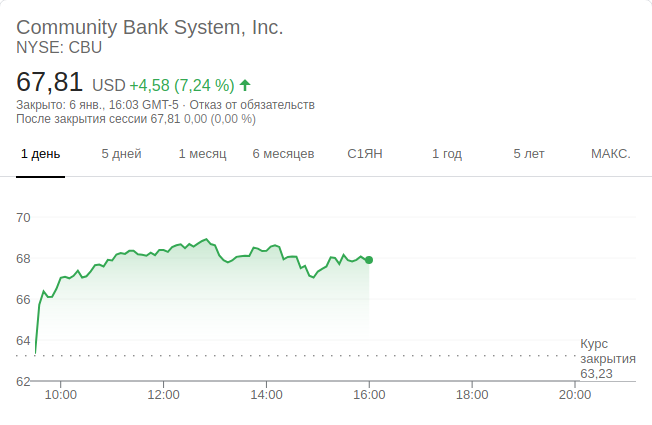 Community Bank System, Inc.
NYSE: CBU
67,81 USD +4,58 (7,24 %)
Закрыто: 6 янв., 16:03 GMT-5 · Отказ от обязательств
После закрытия сессии 67,81 0,00 (0,00 %)
1 день 5 дней 1 месяц 6 месяцев С1ЯН 1 год 5 лет МАКС.
70
68
66
64
Курс
закрытия
63,23
62
10:00 12:00 14:00 16:00 18:00 20:00